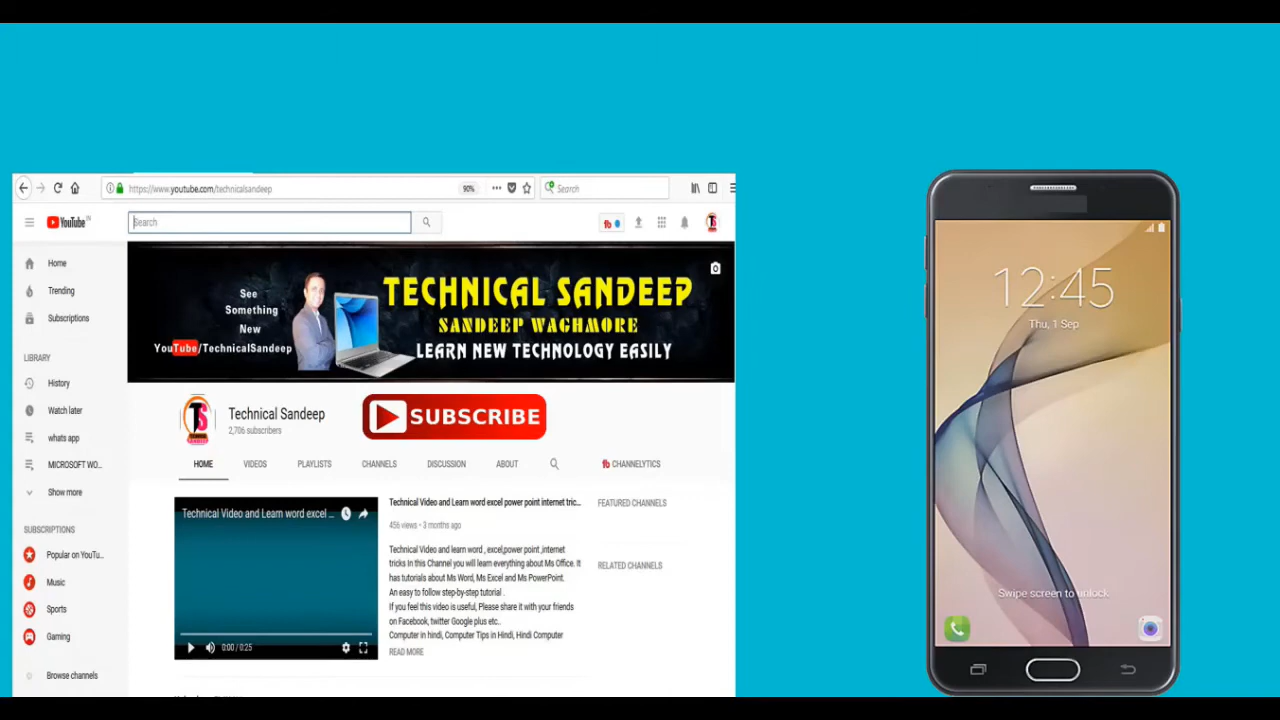 https://www.youtube.com/technicalsandeep
90%
Search
YouTube IN
Search
Home
Trending
Subscriptions
LIBRARY
History
Watch later
whats app
MICROSOFT WO...
Show more
SUBSCRIPTIONS
Popular on YouTu...
Music
Sports
Gaming
Browse channels
See
Something
New
YouTube/TechnicalSandeep
TECHNICAL SANDEEP
SANDEEP WAGHMORE
LEARN NEW TECHNOLOGY EASILY
TS
Technical Sandeep
2,706 subscribers
SUBSCRIBE
HOME VIDEOS PLAYLISTS CHANNELS DISCUSSION ABOUT CHANNELYTICS
Technical Video and Learn word excel ...
0:00 / 0:25
Technical Video and Learn word excel power point internet tric...
456 views • 3 months ago
Technical Video and learn word , excel,power point ,internet
tricks In this Channel you will learn everything about Ms Office. It
has tutorials about Ms Word, Ms Excel and Ms PowerPoint.
An easy to follow step-by-step tutorial .
If you feel this video is useful, Please share it with your friends
on Facebook, twitter Google plus etc..
Computer in hindi, Computer Tips in Hindi, Hindi Computer
READ MORE
FEATURED CHANNELS
RELATED CHANNELS
12:45
Thu, 1 Sep
Swipe screen to unlock